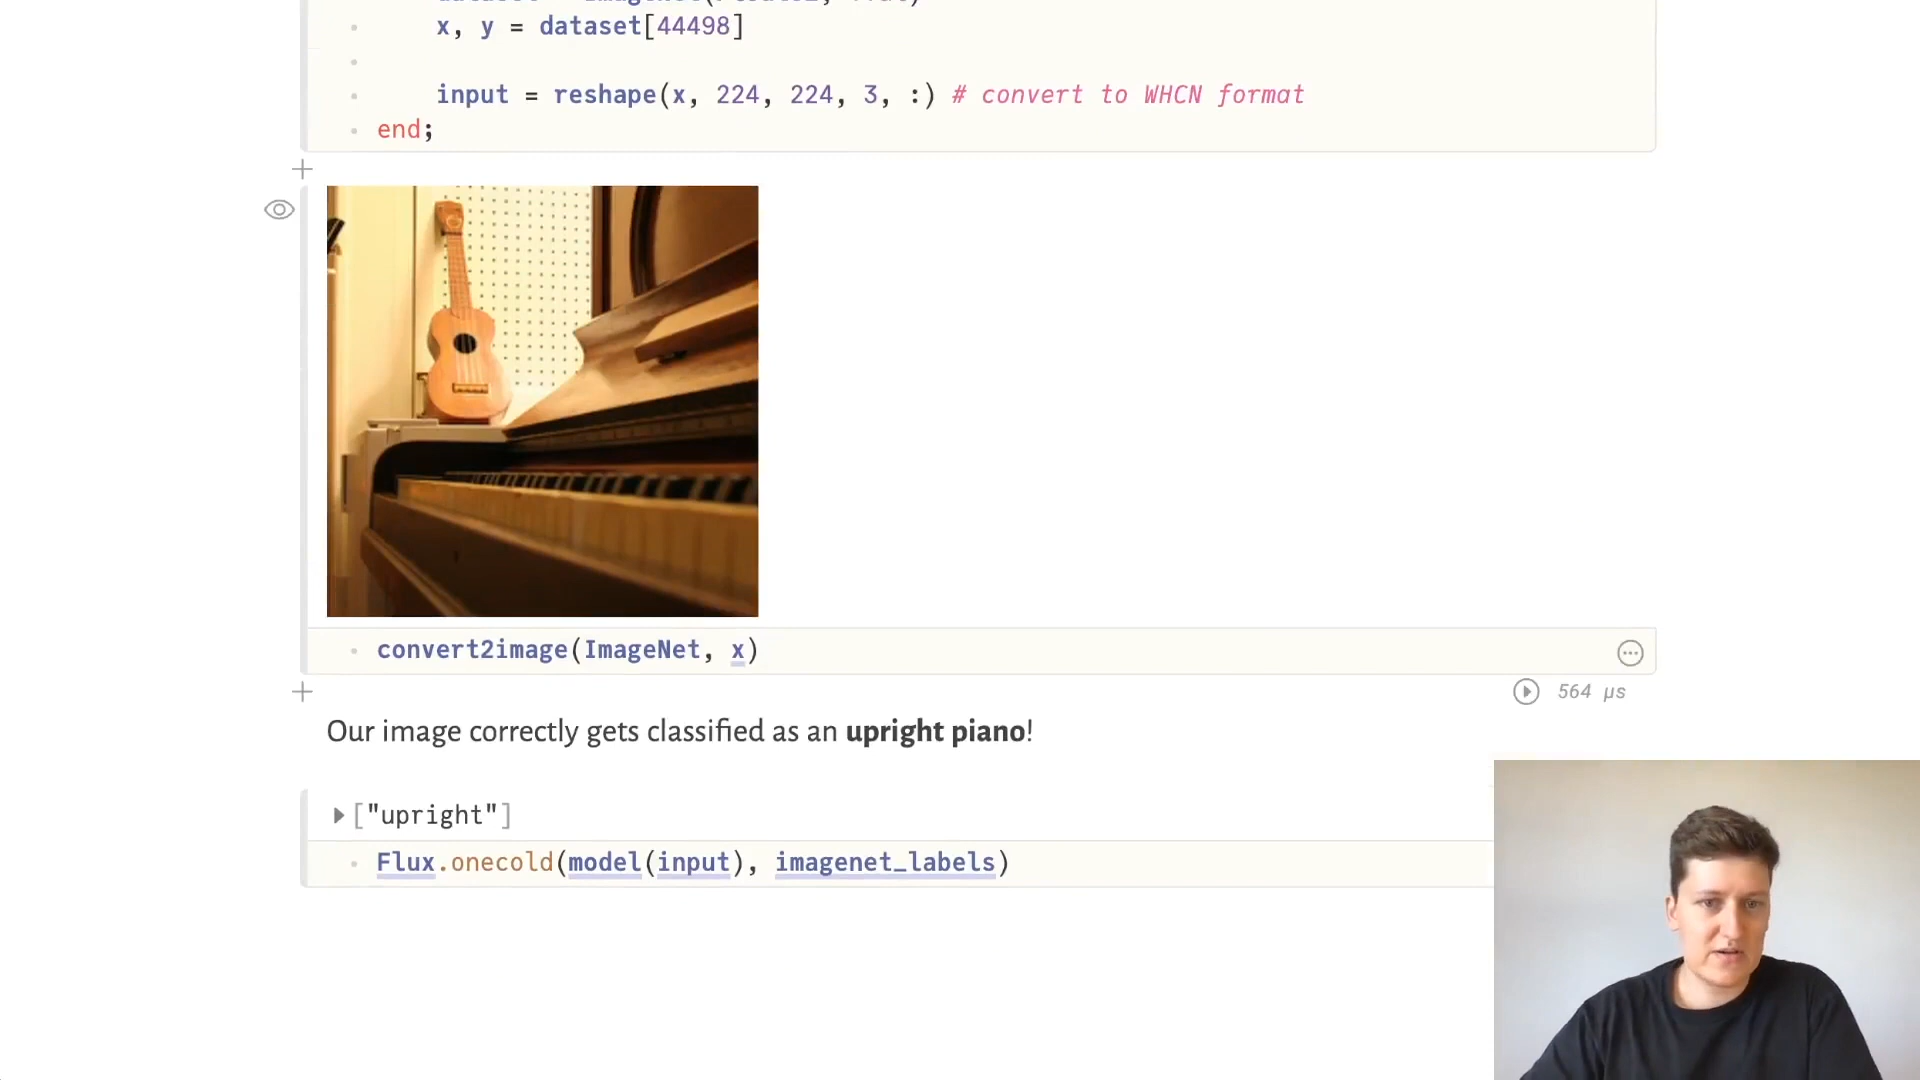 x, y = dataset[44498]
input = reshape(x, 224, 224, 3, :) # convert to WHCN format
end;
convert2image(ImageNet, x)
564 μs
Our image correctly gets classified as an upright piano!
["upright"]
Flux.onecold(model(input), imagenet_labels)